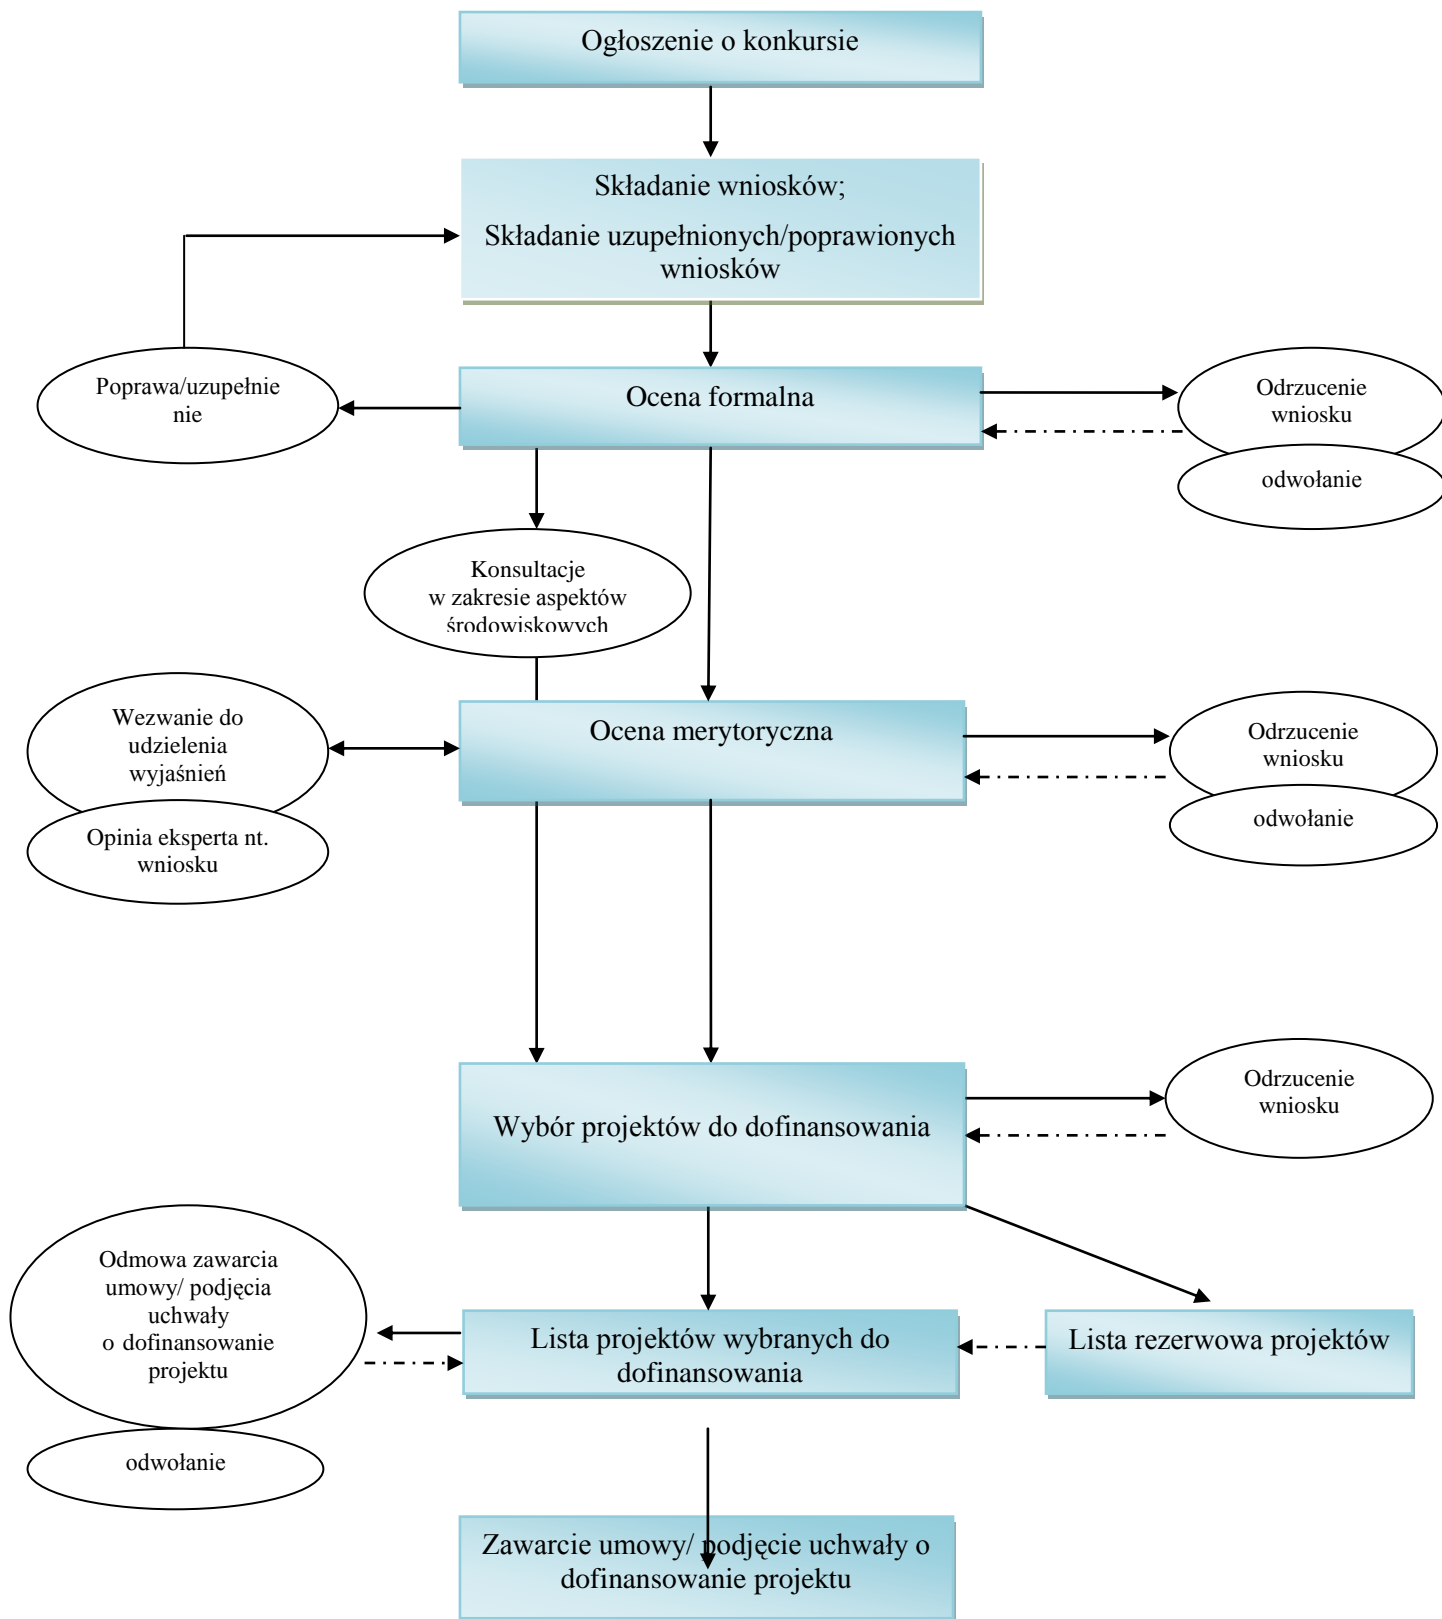 Ogłoszenie o konkursie
Składanie wniosków;
Składanie uzupełnionych/poprawionych
wniosków
Poprawa/uzupełnie
nie
Ocena formalna
Odrzucenie
wniosku
odwołanie
Konsultacje
w zakresie aspektów
środowiskowych
Wezwanie do
udzielenia
wyjaśnień
Opinia eksperta nt.
wniosku
Ocena merytoryczna
Odrzucenie
wniosku
odwołanie
Wybór projektów do dofinansowania
Odrzucenie
wniosku
Odmowa zawarcia
umowy/ podjęcia
uchwały
o dofinansowanie
projektu
odwołanie
Lista projektów wybranych do
dofinansowania
Lista rezerwowa projektów
Zawarcie umowy/ podjęcie uchwały o
dofinansowanie projektu